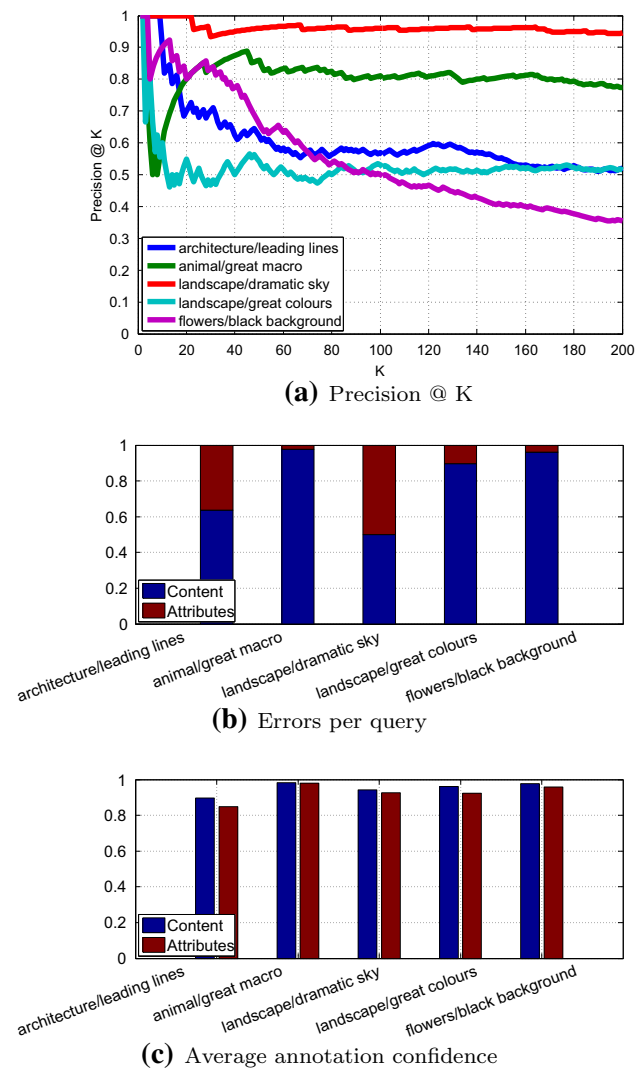 1
0.9
0.8
0.7
0.6
0.5
0.4
0.3
0.2
0.1
0
Precision @ K
architecture/leading lines
animal/great macro
landscape/dramatic sky
landscape/great colours
flowers/black background
0 20 40 60 80 100 120 140 160 180 200
K
(a) Precision @ K
1
0.8
0.6
0.4
0.2
0
Content
Attributes
architecture/leading lines
animal/great macro
landscape/dramatic sky
landscape/great colours
flowers/black background
(b) Errors per query
1
0.8
0.6
0.4
0.2
0
Content
Attributes
architecture/leading lines
animal/great macro
landscape/dramatic sky
landscape/great colours
flowers/black background
(c) Average annotation confidence